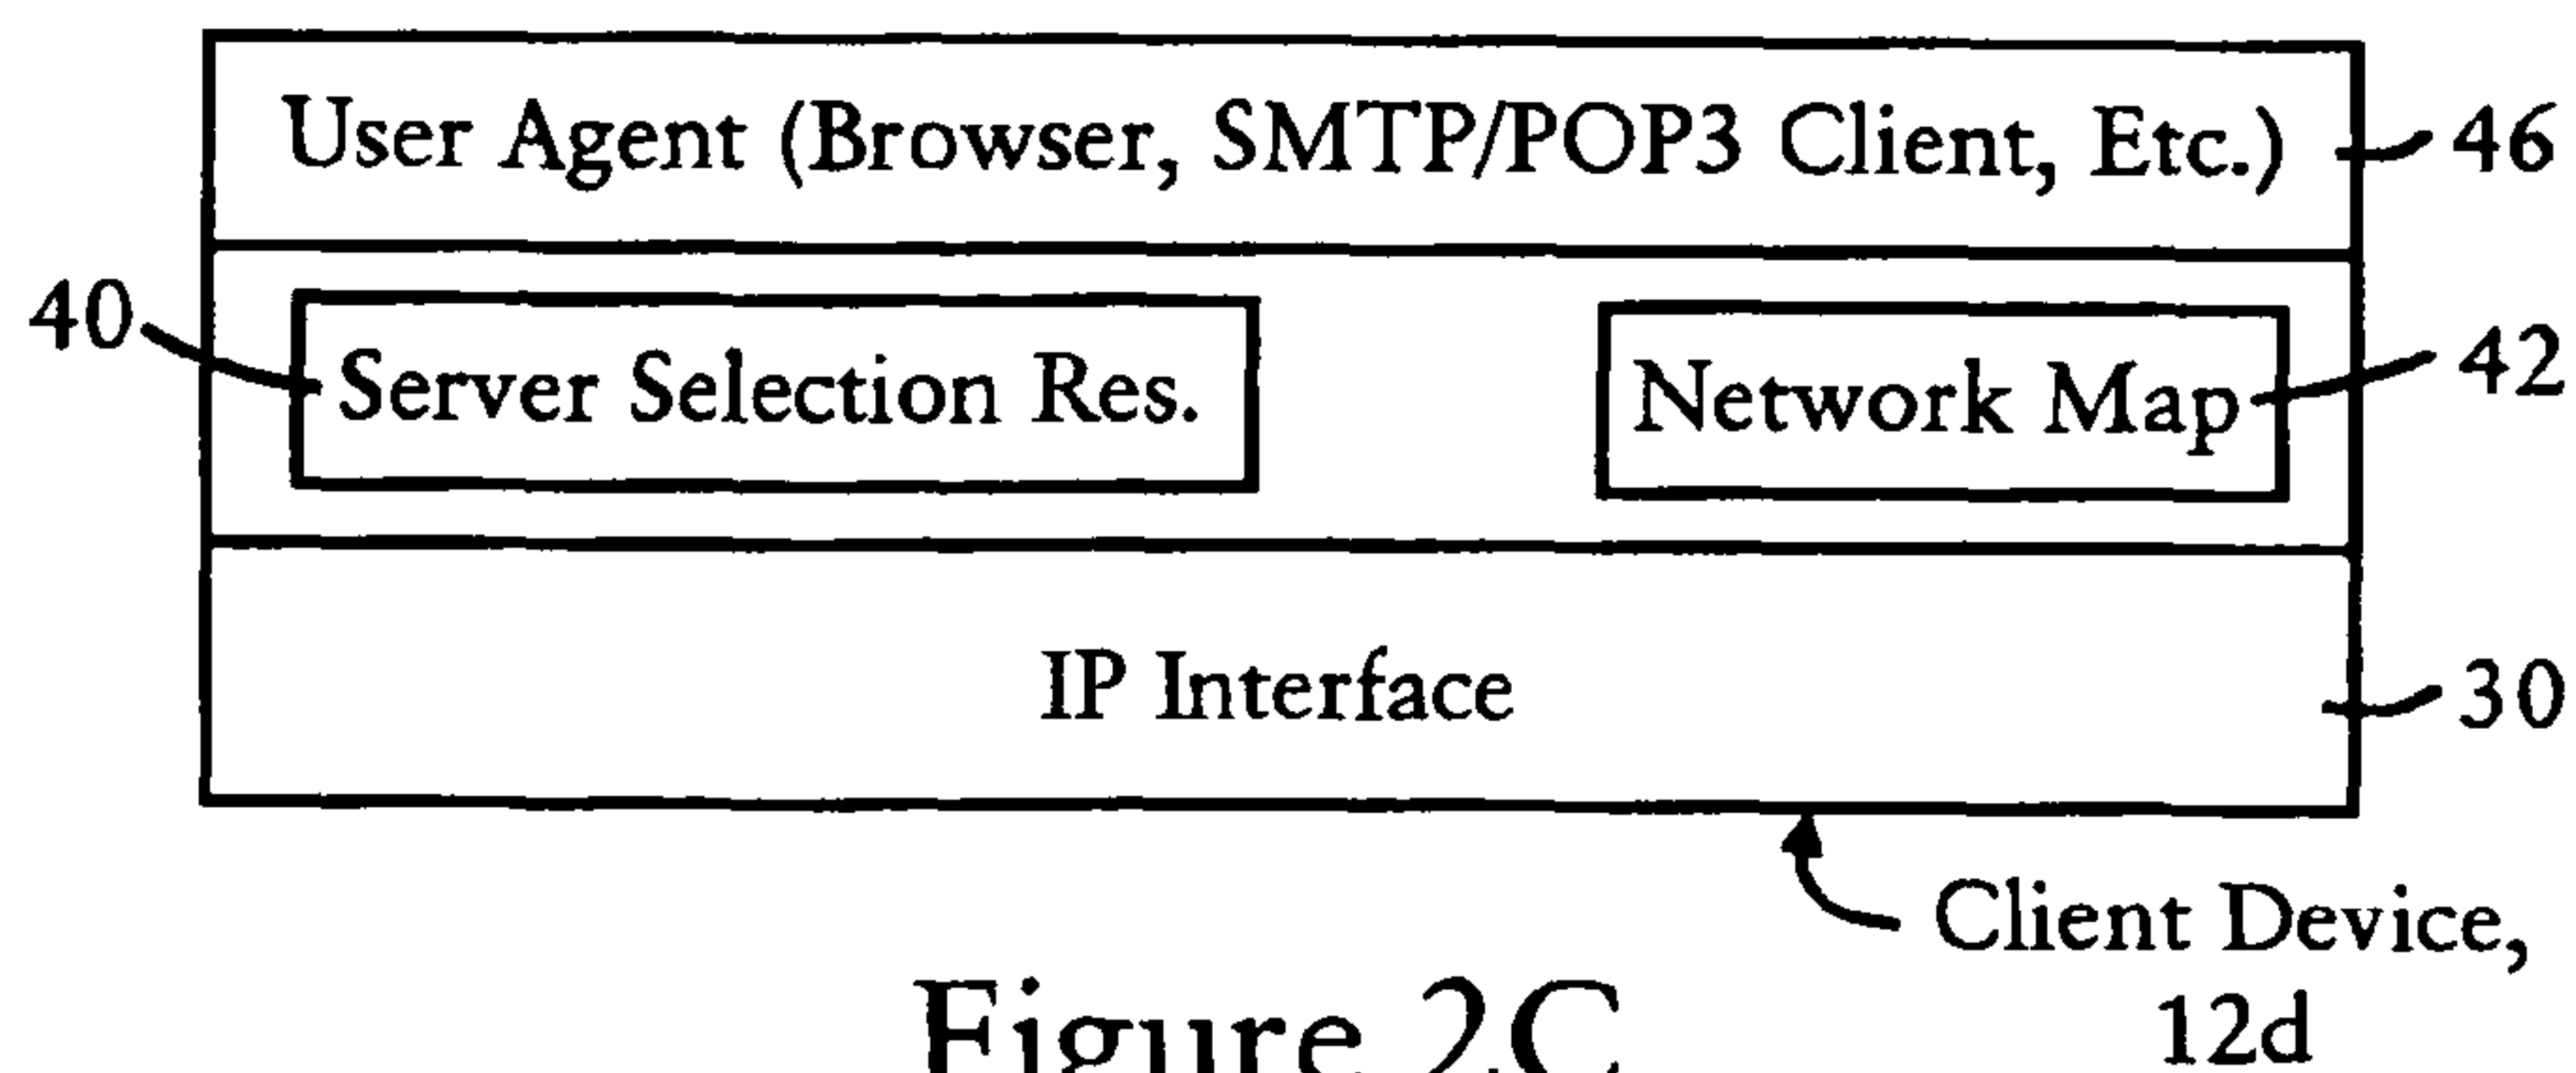 User Agent (Browser, SMTP/POP3 Client, Etc.)
46
40
Server Selection Res.
Network Map
42
IP Interface
30
Client Device,
12d
Figure 2C